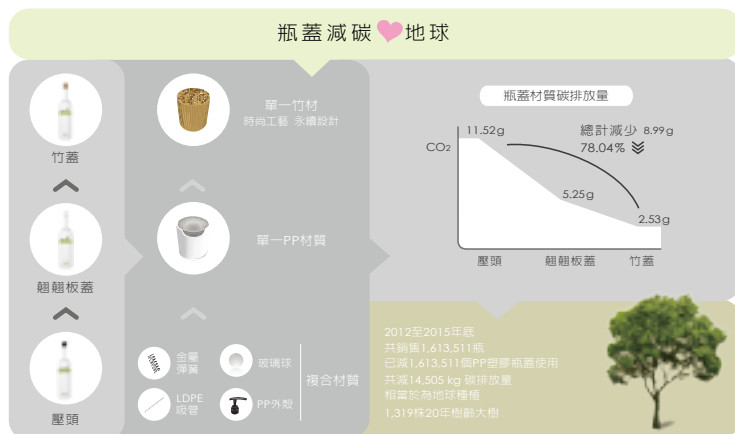 瓶蓋減碳 地球
竹蓋
翹翹板蓋
壓頭
單一竹材
時尚工藝 永續設計
單一PP材質
金屬
彈簧
玻璃球
LDPE
吸管
PP外殼
複合材質
瓶蓋材質碳排放量
CO2
11.52g
總計減少 8.99g
78.04%
5.25g
2.53g
壓頭
翹翹板蓋
竹蓋
2012至2015年底
共銷售1,613,511瓶
已減1,613,511個PP塑膠瓶蓋使用
共減14,505 kg 碳排放量
相當於為地球種植
1,319株20年樹齡大樹